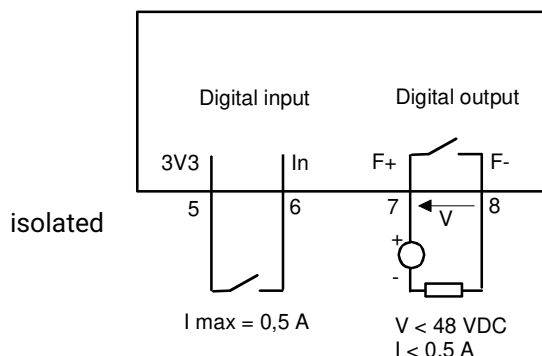 Digital input
Digital output
3V3
In
F+
F-
isolated
5
6
7
V
8
+
-
I max = 0,5 A
V < 48 VDC
I < 0.5 A